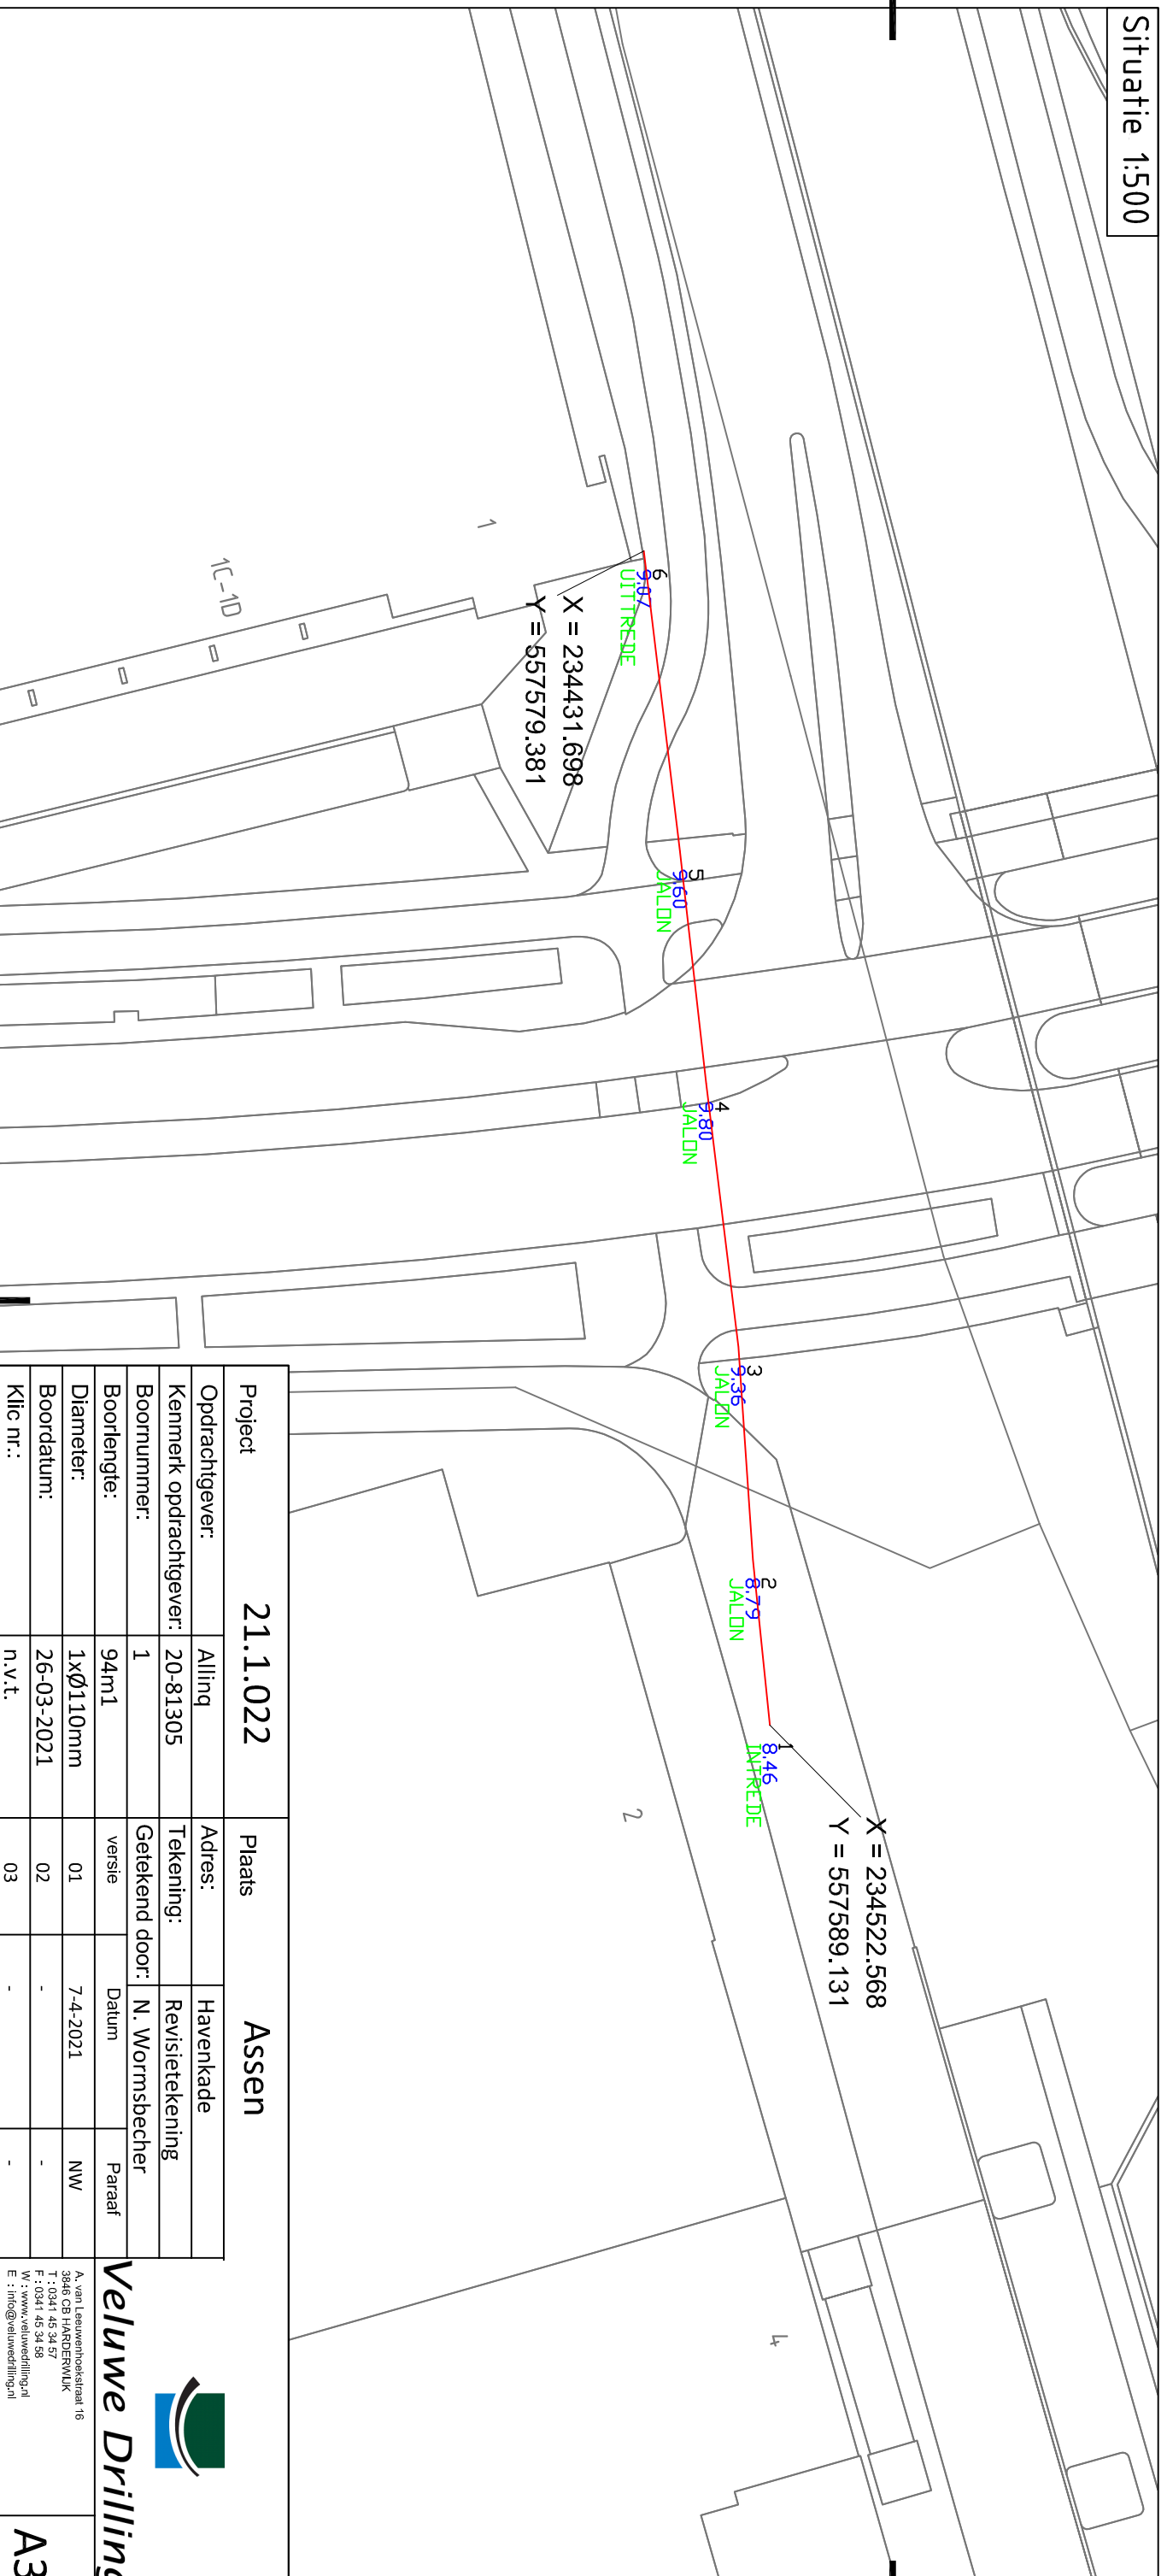 Situatie 1:500
6
9.07
UITTREDE
X = 234431.698
Y = 557579.381
5
9.60
JALON
4
9.80
JALON
3
9.36
JALON
2
8.79
JALON
1
8.46
INTREDE
X = 234522.568
Y = 557589.131
1
1C-1D
2
4
Project 21.1.022 Plaats Assen
Opdrachtgever: Allinq Adres: Havenkade
Kenmerk opdrachtgever: 20-81305 Tekening: Revisietekening
Boornummer: 1 Getekend door: N. Wormsbecher
Boorlengte: 94m1 versie Datum Paraaf
Diameter: 1xØ110mm 01 7-4-2021 NW
Boordatum: 26-03-2021 02 - -
Klic nr.: n.v.t. 03 - -
Veluwe Drilling
A. van Leeuwenhoekstraat 16
3846 CB HARDERWIJK
T : 0341 45 34 57
F : 0341 45 34 58
W : www.veluwedrilling.nl
E : info@veluwedrilling.nl
A3